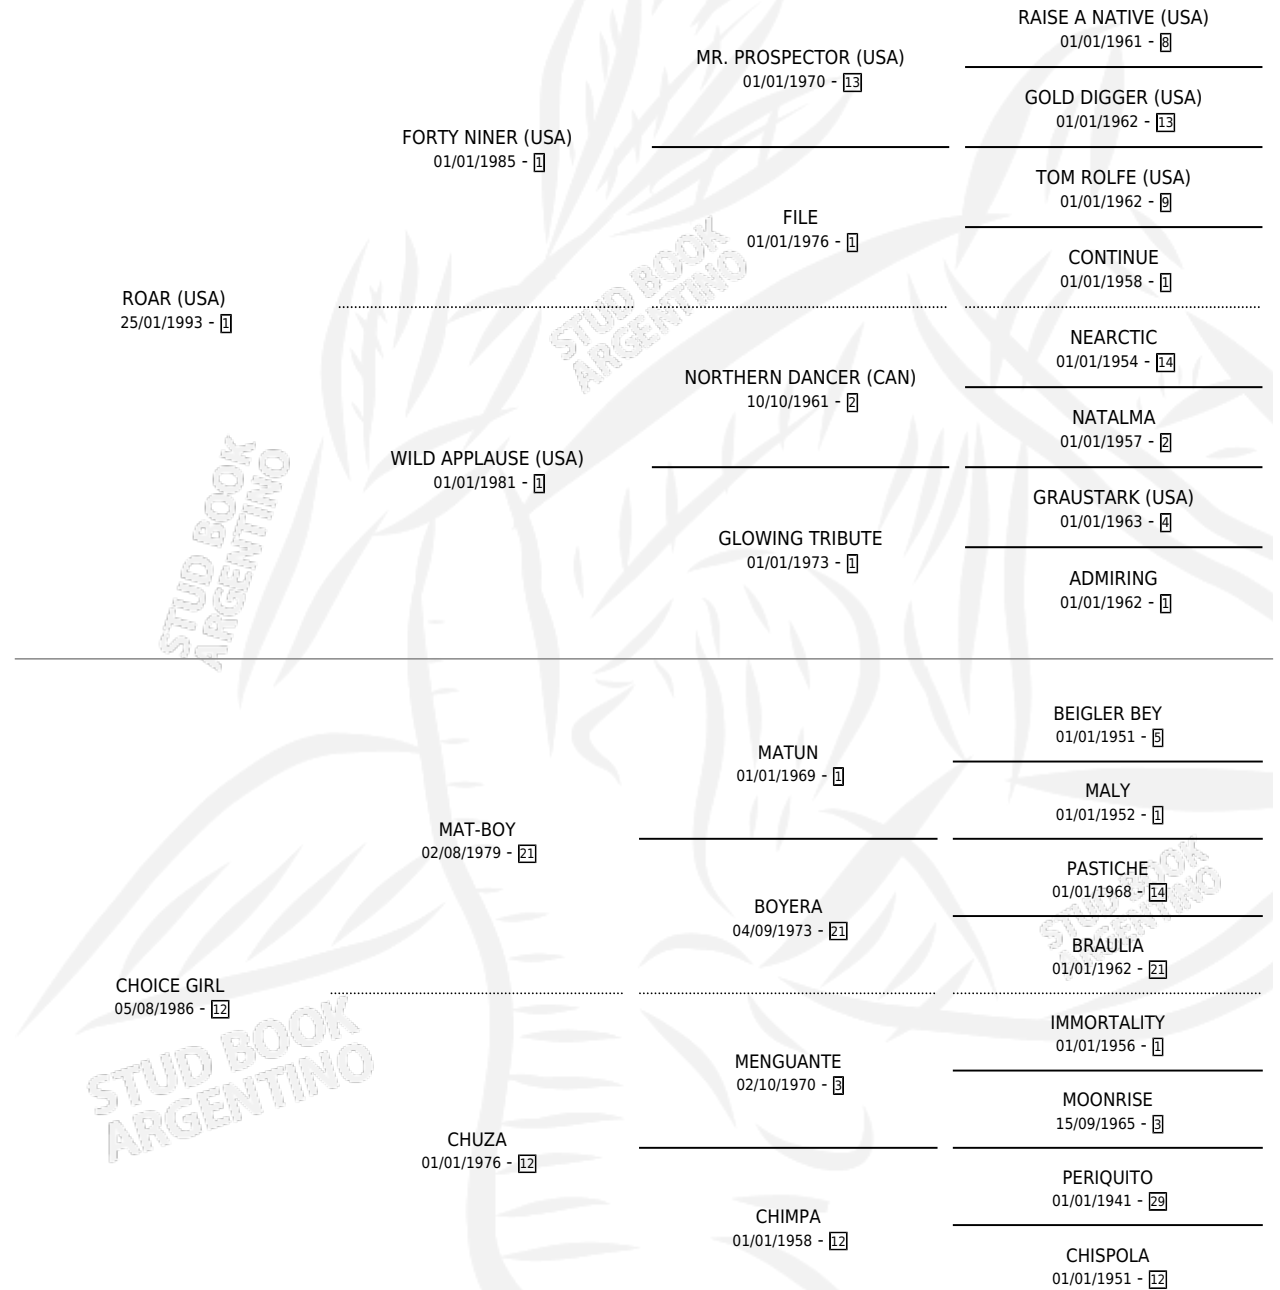 RAISE A NATIVE (USA)
01/01/1961 - 8
MR. PROSPECTOR (USA)
01/01/1970 - 13
GOLD DIGGER (USA)
01/01/1962 - 13
FORTY NINER (USA)
01/01/1985 - 1
TOM ROLFE (USA)
01/01/1962 - 9
FILE
01/01/1976 - 1
CONTINUE
01/01/1958 - 1
ROAR (USA)
25/01/1993 - 1
NEARCTIC
01/01/1954 - 14
NORTHERN DANCER (CAN)
10/10/1961 - 2
NATALMA
01/01/1957 - 2
WILD APPLAUSE (USA)
01/01/1981 - 1
GRAUSTARK (USA)
01/01/1963 - 4
GLOWING TRIBUTE
01/01/1973 - 1
ADMIRING
01/01/1962 - 1
STUD BOOK
ARGENTINO
STUD BOOK
ARGENTINO
BEIGLER BEY
01/01/1951 - 5
MATUN
01/01/1969 - 1
MALY
01/01/1952 - 1
MAT-BOY
02/08/1979 - 21
PASTICHE
01/01/1968 - 14
BOYERA
04/09/1973 - 21
BRAULIA
01/01/1962 - 21
CHOICE GIRL
05/08/1986 - 12
IMMORTALITY
01/01/1956 - 1
MENGUANTE
02/10/1970 - 3
MOONRISE
15/09/1965 - 3
CHUZA
01/01/1976 - 12
PERIQUITO
01/01/1941 - 29
CHIMPA
01/01/1958 - 12
CHISPOLA
01/01/1951 - 12
STUD BOOK
ARGENTINO
STUD BOOK
ARGENTINO